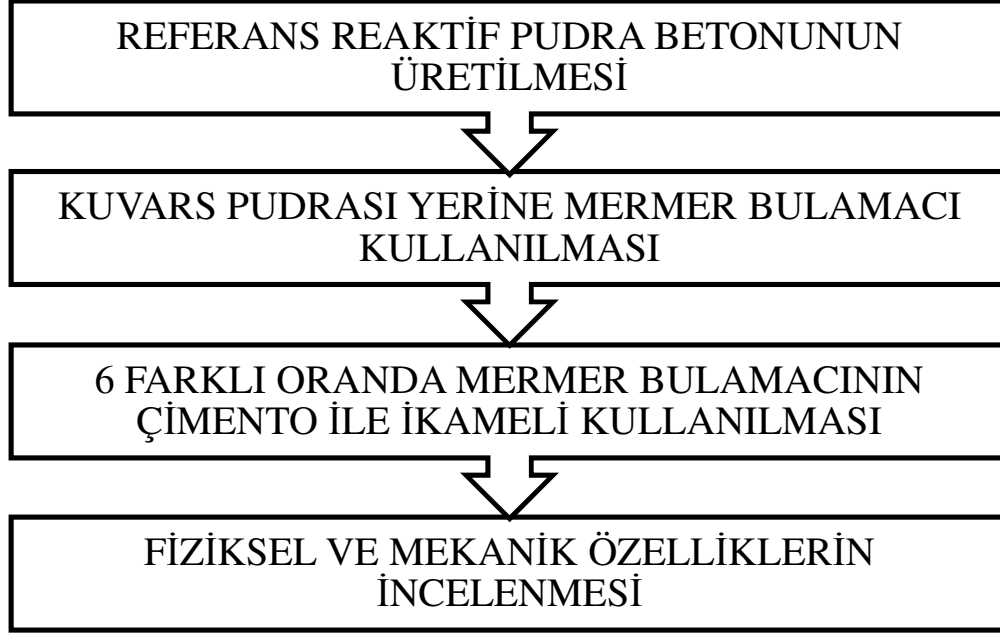 REFERANS REAKTİF PUDRA BETONUNUN
ÜRETİLMESİ
KUVARS PUDRASI YERİNE MERMER BULAMACI
KULLANILMASI
6 FARKLI ORANDA MERMER BULAMACININ
ÇİMENTO İLE İKAMELİ KULLANILMASI
FİZİKSEL VE MEKANİK ÖZELLİKLERİN
İNCELENMESİ